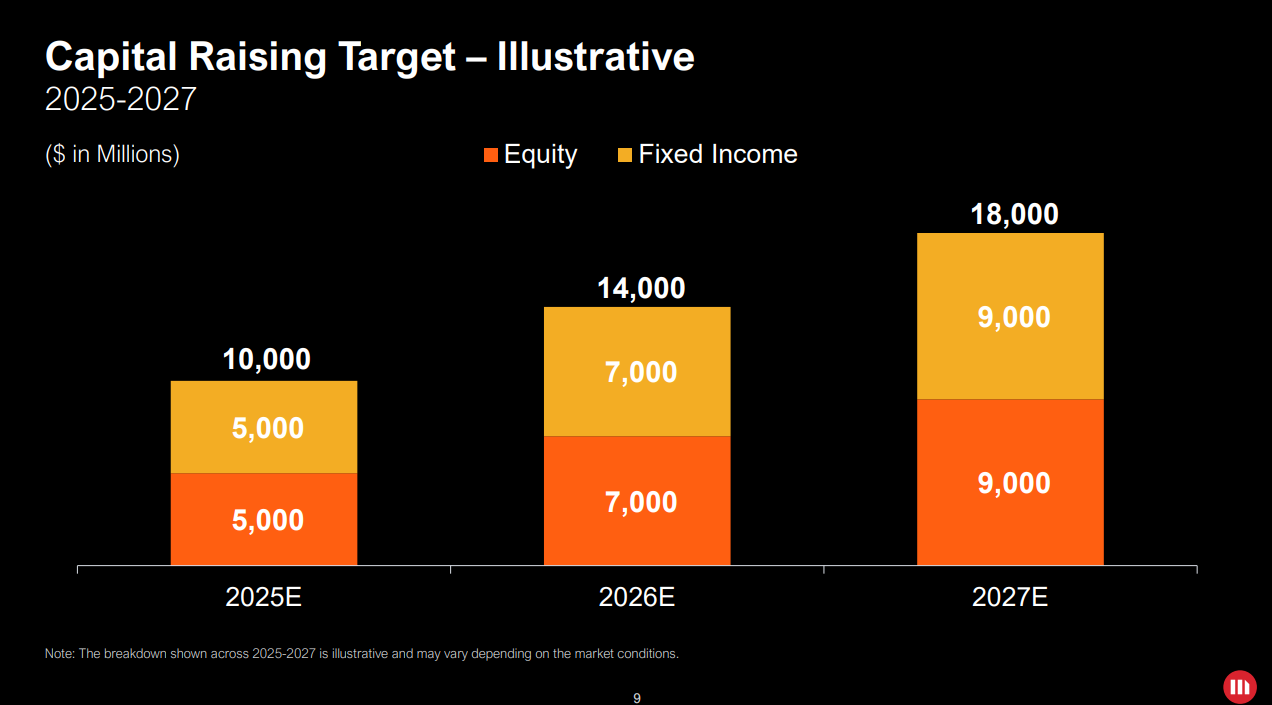 Capital Raising Target – Illustrative
2025-2027
($ in Millions)
Equity
Fixed Income
10,000
5,000
5,000
14,000
7,000
7,000
18,000
9,000
9,000
2025E
2026E
2027E
Note: The breakdown shown across 2025-2027 is illustrative and may vary depending on the market conditions.
9